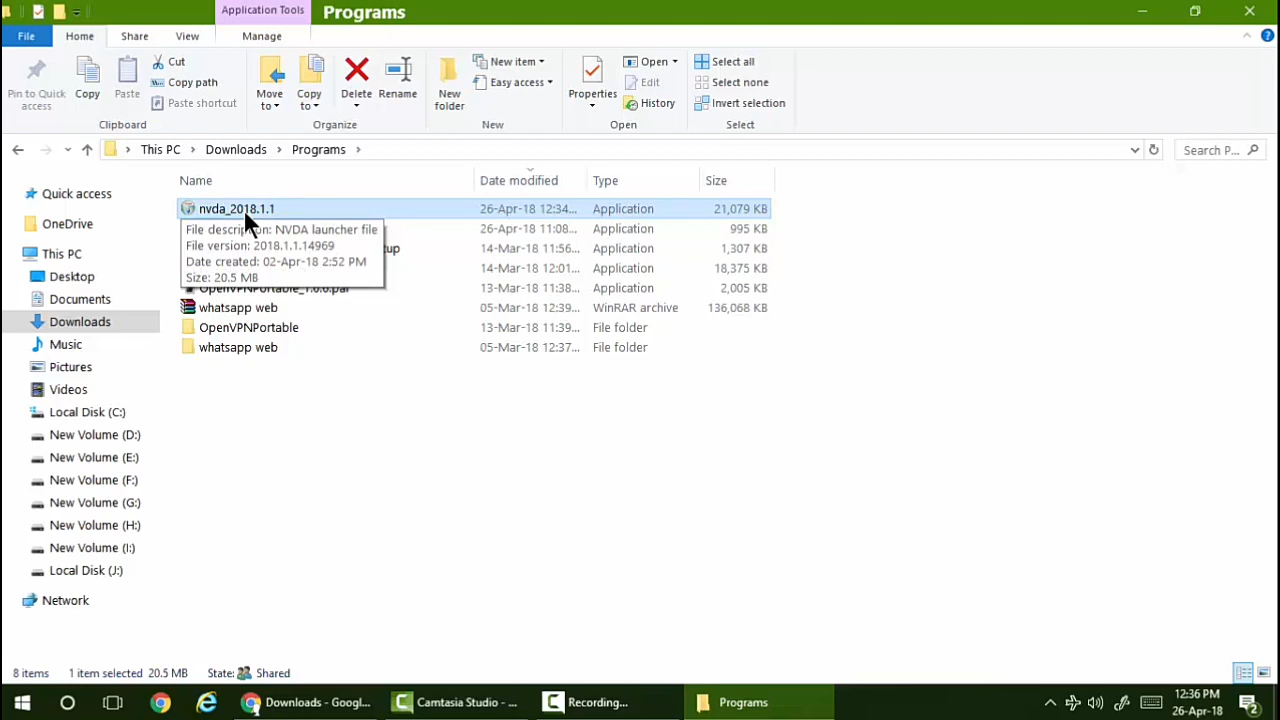 Application Tools
Programs
File
Home
Share
View
Manage
Pin to Quick access
Copy
Paste
Cut
Copy path
Paste shortcut
Clipboard
Move to
Copy to
Delete
Rename
Organize
New folder
New item
Easy access
New
Properties
Open
Edit
History
Open
Select all
Select none
Invert selection
Select
This PC
Downloads
Programs
Search P...
Name
Date modified
Type
Size
nvda_2018.1.1 26-Apr-18 12:34... Application 21,079 KB
File description: NVDA launcher file 26-Apr-18 11:08... Application 995 KB
File version: 2018.1.1.14969 14-Mar-18 11:56... Application 1,307 KB
Date created: 02-Apr-18 2:52 PM 14-Mar-18 12:01... Application 18,375 KB
Size: 20.5 MB
13-Mar-18 11:38... Application 2,005 KB
whatsapp web 05-Mar-18 12:39... WinRAR archive 136,068 KB
OpenVPNPortable 13-Mar-18 11:39... File folder
whatsapp web 05-Mar-18 12:37... File folder
Quick access
OneDrive
This PC
Desktop
Documents
Downloads
Music
Pictures
Videos
Local Disk (C:)
New Volume (D:)
New Volume (E:)
New Volume (F:)
New Volume (G:)
New Volume (H:)
New Volume (I:)
Local Disk (J:)
Network
8 items 1 item selected 20.5 MB State: Shared
Downloads - Googl...
Camtasia Studio - ...
Recording...
Programs
12:36 PM
26-Apr-18
2